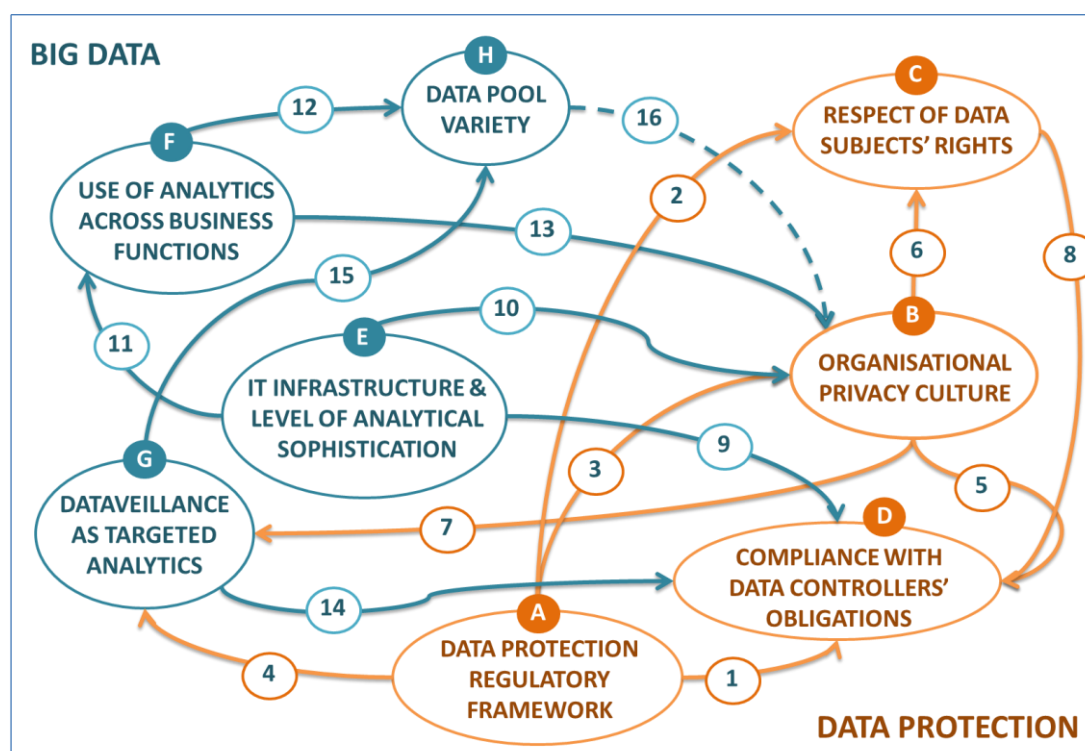 BIG DATA
H
DATA POOL
VARIETY
12
16
C
RESPECT OF DATA
SUBJECTS' RIGHTS
F
USE OF ANALYTICS
ACROSS BUSINESS
FUNCTIONS
2
13
6
8
15
11
10
E
IT INFRASTRUCTURE &
LEVEL OF ANALYTICAL
SOPHISTICATION
B
ORGANISATIONAL
PRIVACY CULTURE
9
3
5
G
DATAVEILLANCE
AS TARGETED
ANALYTICS
7
D
COMPLIANCE WITH
DATA CONTROLLERS'
OBLIGATIONS
14
A
DATA PROTECTION
REGULATORY
FRAMEWORK
4
1
DATA PROTECTION